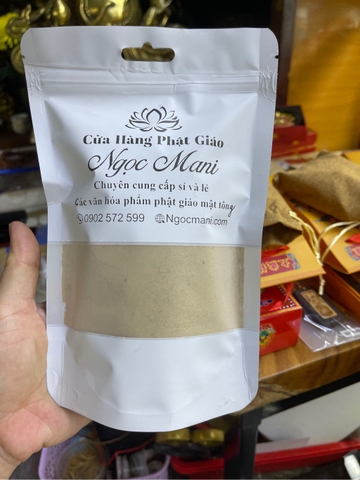 Cửa Hàng Phật Giáo
Ngọc Mani
Chuyên cung cấp sỉ và lẻ
Các văn hóa phẩm phật giáo mật tông
0902 572 599 Ngocmani.com